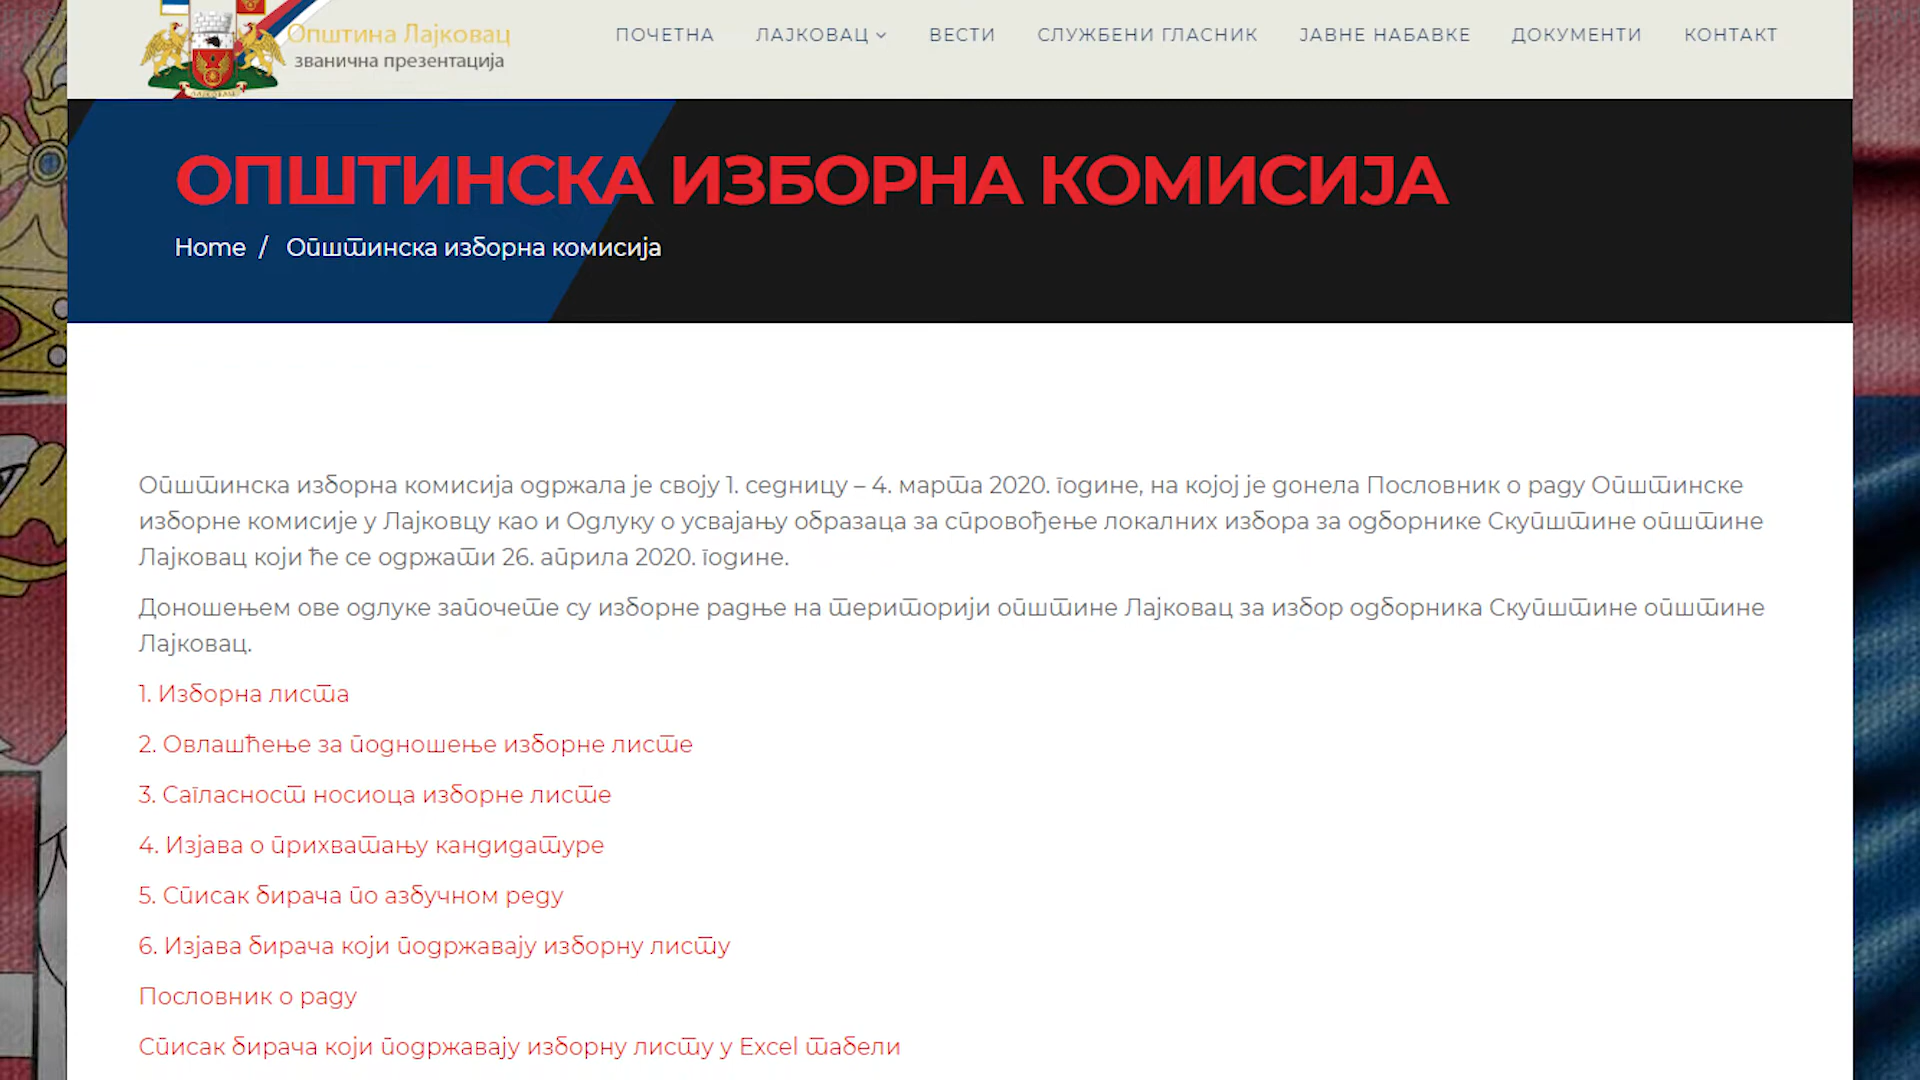 Општина Лајковац
званична презентација
ПОЧЕТНА ЛАЈКОВАЦ ВЕСТИ СЛУЖБЕНИ ГЛАСНИК ЈАВНЕ НАБАВКЕ ДОКУМЕНТИ КОНТАКТ
ОПШТИНСКА ИЗБОРНА КОМИСИЈА
Home / Општинска изборна комисија
Општинска изборна комисија одржала је своју 1. седницу – 4. марта 2020. године, на којој је донела Пословник о раду Општинске
изборне комисије у Лајковцу као и Одлуку о усвајању образаца за спровођење локалних избора за одборнике Скупштине општине
Лајковац који ће се одржати 26. априла 2020. године.
Доношењем ове одлуке започете су изборне радње на територији општине Лајковац за избор одборника Скупштине општине
Лајковац.
1. Изборна листа
2. Овлашћење за подношење изборне листе
3. Сагласност носиоца изборне листе
4. Изјава о прихватању кандидатуре
5. Списак бирача по азбучном реду
6. Изјава бирача који подржавају изборну листу
Пословник о раду
Списак бирача који подржавају изборну листу у Excel табели